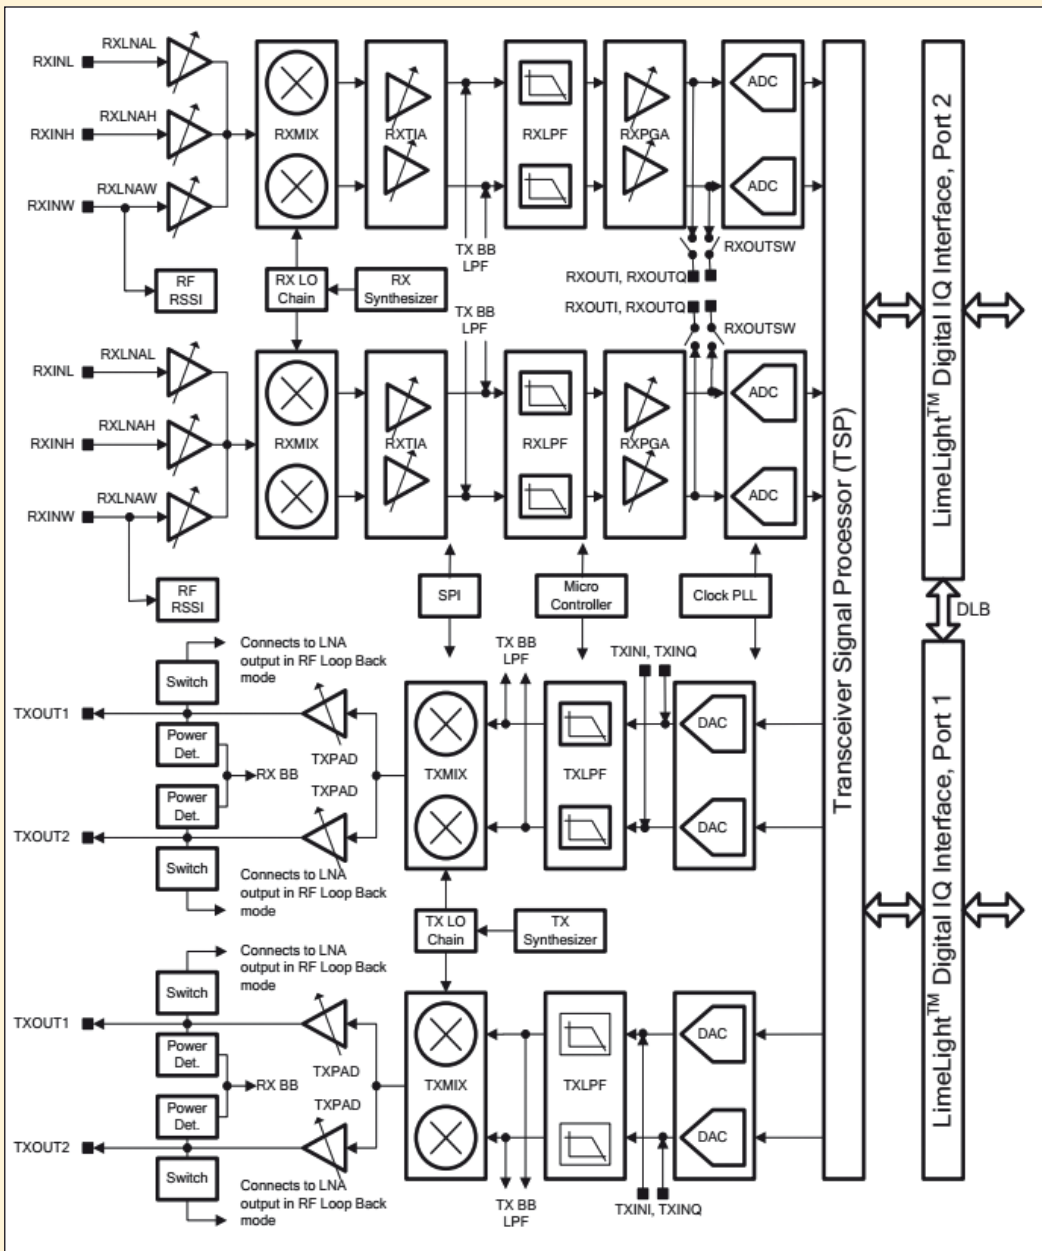 RXINL
RXLNAL
RXINH
RXLNAH
RXINW
RXLNAW
RF
RSSI
RXMIX
RXTIA
RXLPF
RXPGA
ADC
ADC
TX BB
LPF
RXOUTSW
RXOUTI, RXOUTQ
RX LO
Chain
RX
Synthesizer
TX BB
LPF
RXOUTI, RXOUTQ
RXOUTSW
RXINL
RXLNAL
RXINH
RXLNAH
RXINW
RXLNAW
RF
RSSI
RXMIX
RXTIA
RXLPF
RXPGA
ADC
ADC
SPI
Micro
Controller
Clock PLL
Connects to LNA
output in RF Loop Back
mode
Switch
TXOUT1
Power
Det.
RX BB
Power
Det.
TXOUT2
Switch
Connects to LNA
output in RF Loop Back
mode
TXPAD
TXPAD
TX BB
LPF
TXINI, TXINQ
TXMIX
TXLPF
DAC
DAC
TX LO
Chain
TX
Synthesizer
Connects to LNA
output in RF Loop Back
mode
Switch
TXOUT1
Power
Det.
RX BB
Power
Det.
TXOUT2
Switch
Connects to LNA
output in RF Loop Back
mode
TXPAD
TXPAD
TXMIX
TXLPF
DAC
DAC
TX BB
LPF
TXINI, TXINQ
Transceiver Signal Processor (TSP)
LimeLight™ Digital IQ Interface, Port 2
DLB
LimeLight™ Digital IQ Interface, Port 1